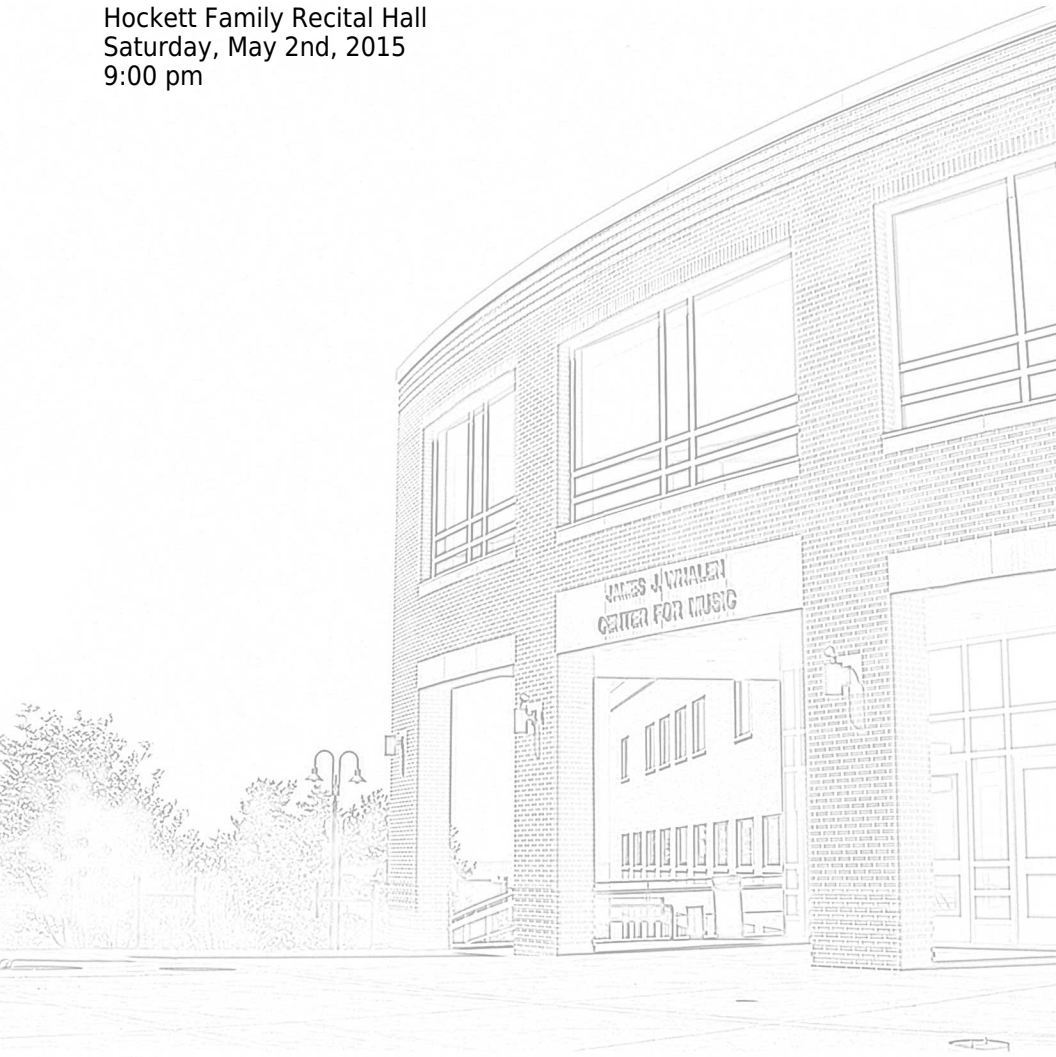 Hockett Family Recital Hall
Saturday, May 2nd, 2015
9:00 pm
JAMES J. WHALEN
CENTER FOR MUSIC